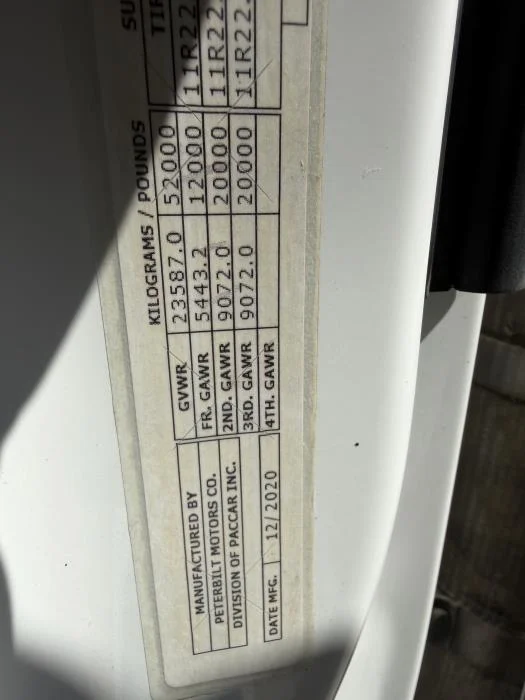 KILOGRAMS / POUNDS SU
TIR
GVWR 23587.0 52000 11R22
FR. GAWR 5443.2 12000 11R22.
2ND. GAWR 9072.0 20000 11R22.
3RD. GAWR 9072.0 20000
4TH. GAWR
MANUFACTURED BY
PETERBILT MOTORS CO.
DIVISION OF PACCAR INC.
DATE MFG. 12/2020